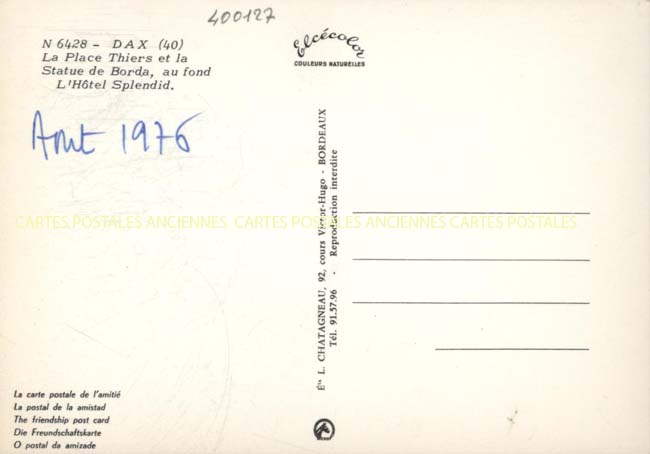 400127
N 6428 - DAX (40)
La Place Thiers et la
Statue de Borda, au fond
L'Hôtel Splendid.
Elcécolor
COULEURS NATURELLES
Aout 1976
CARTES POSTALES ANCIENNES CARTES POSTALES ANCIENNES CARTES POSTALES
Éts L. CHATAGNEAU, 92, cours Victor-Hugo - BORDEAUX
Tél. 91.57.96 - Reproduction interdite
La carte postale de l'amitié
La postal de la amistad
The friendship post card
Die Freundschaftskarte
O postal da amizade